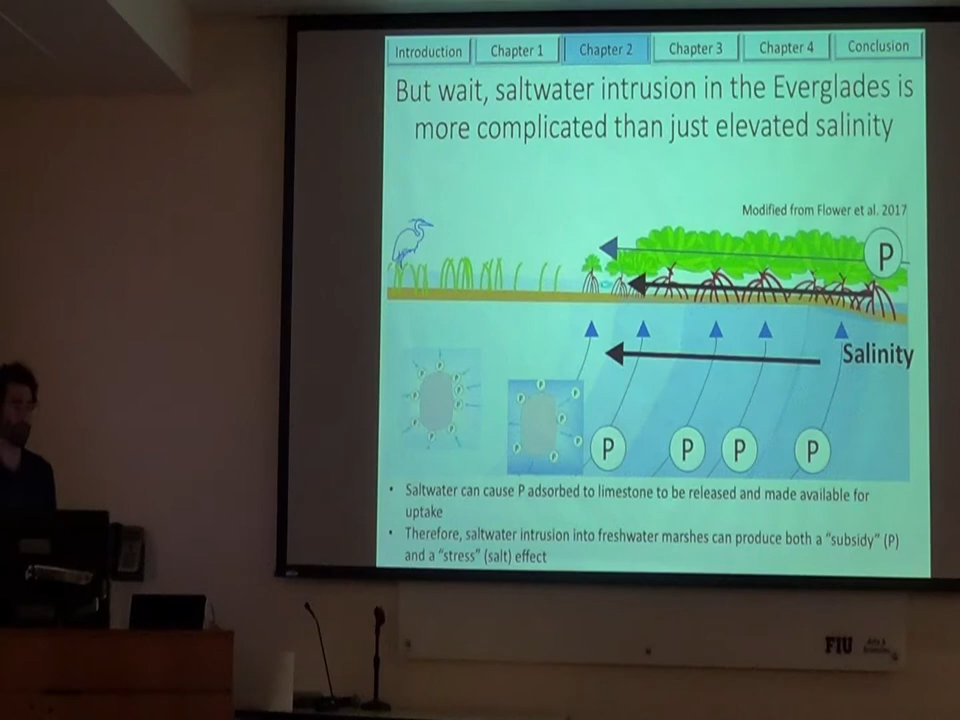 Introduction
Chapter 1
Chapter 2
Chapter 3
Chapter 4
Conclusion
But wait, saltwater intrusion in the Everglades is
more complicated than just elevated salinity
Modified from Flower et al. 2017
P
Salinity
P P P P
• Saltwater can cause P adsorbed to limestone to be released and made available for
uptake
• Therefore, saltwater intrusion into freshwater marshes can produce both a "subsidy" (P)
and a "stress" (salt) effect
FIU